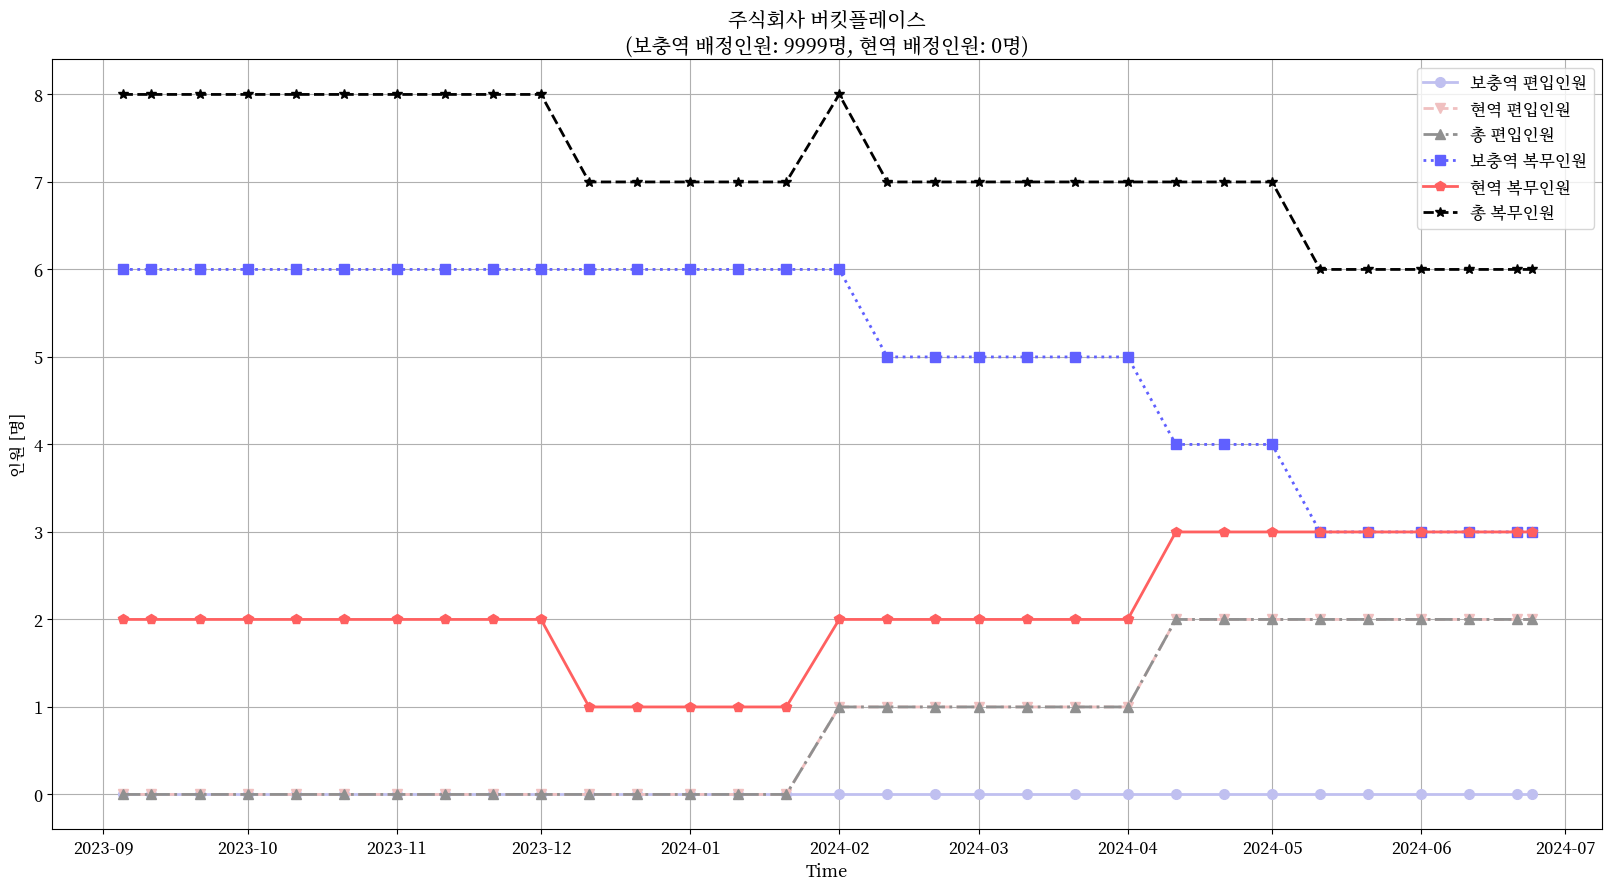 주식회사 버킷플레이스
(보충역 배정인원: 9999명, 현역 배정인원: 0명)
보충역 편입인원
현역 편입인원
총 편입인원
보충역 복무인원
현역 복무인원
총 복무인원
인원 [명]
8
7
6
5
4
3
2
1
0
2023-09 2023-10 2023-11 2023-12 2024-01 2024-02 2024-03 2024-04 2024-05 2024-06 2024-07
Time